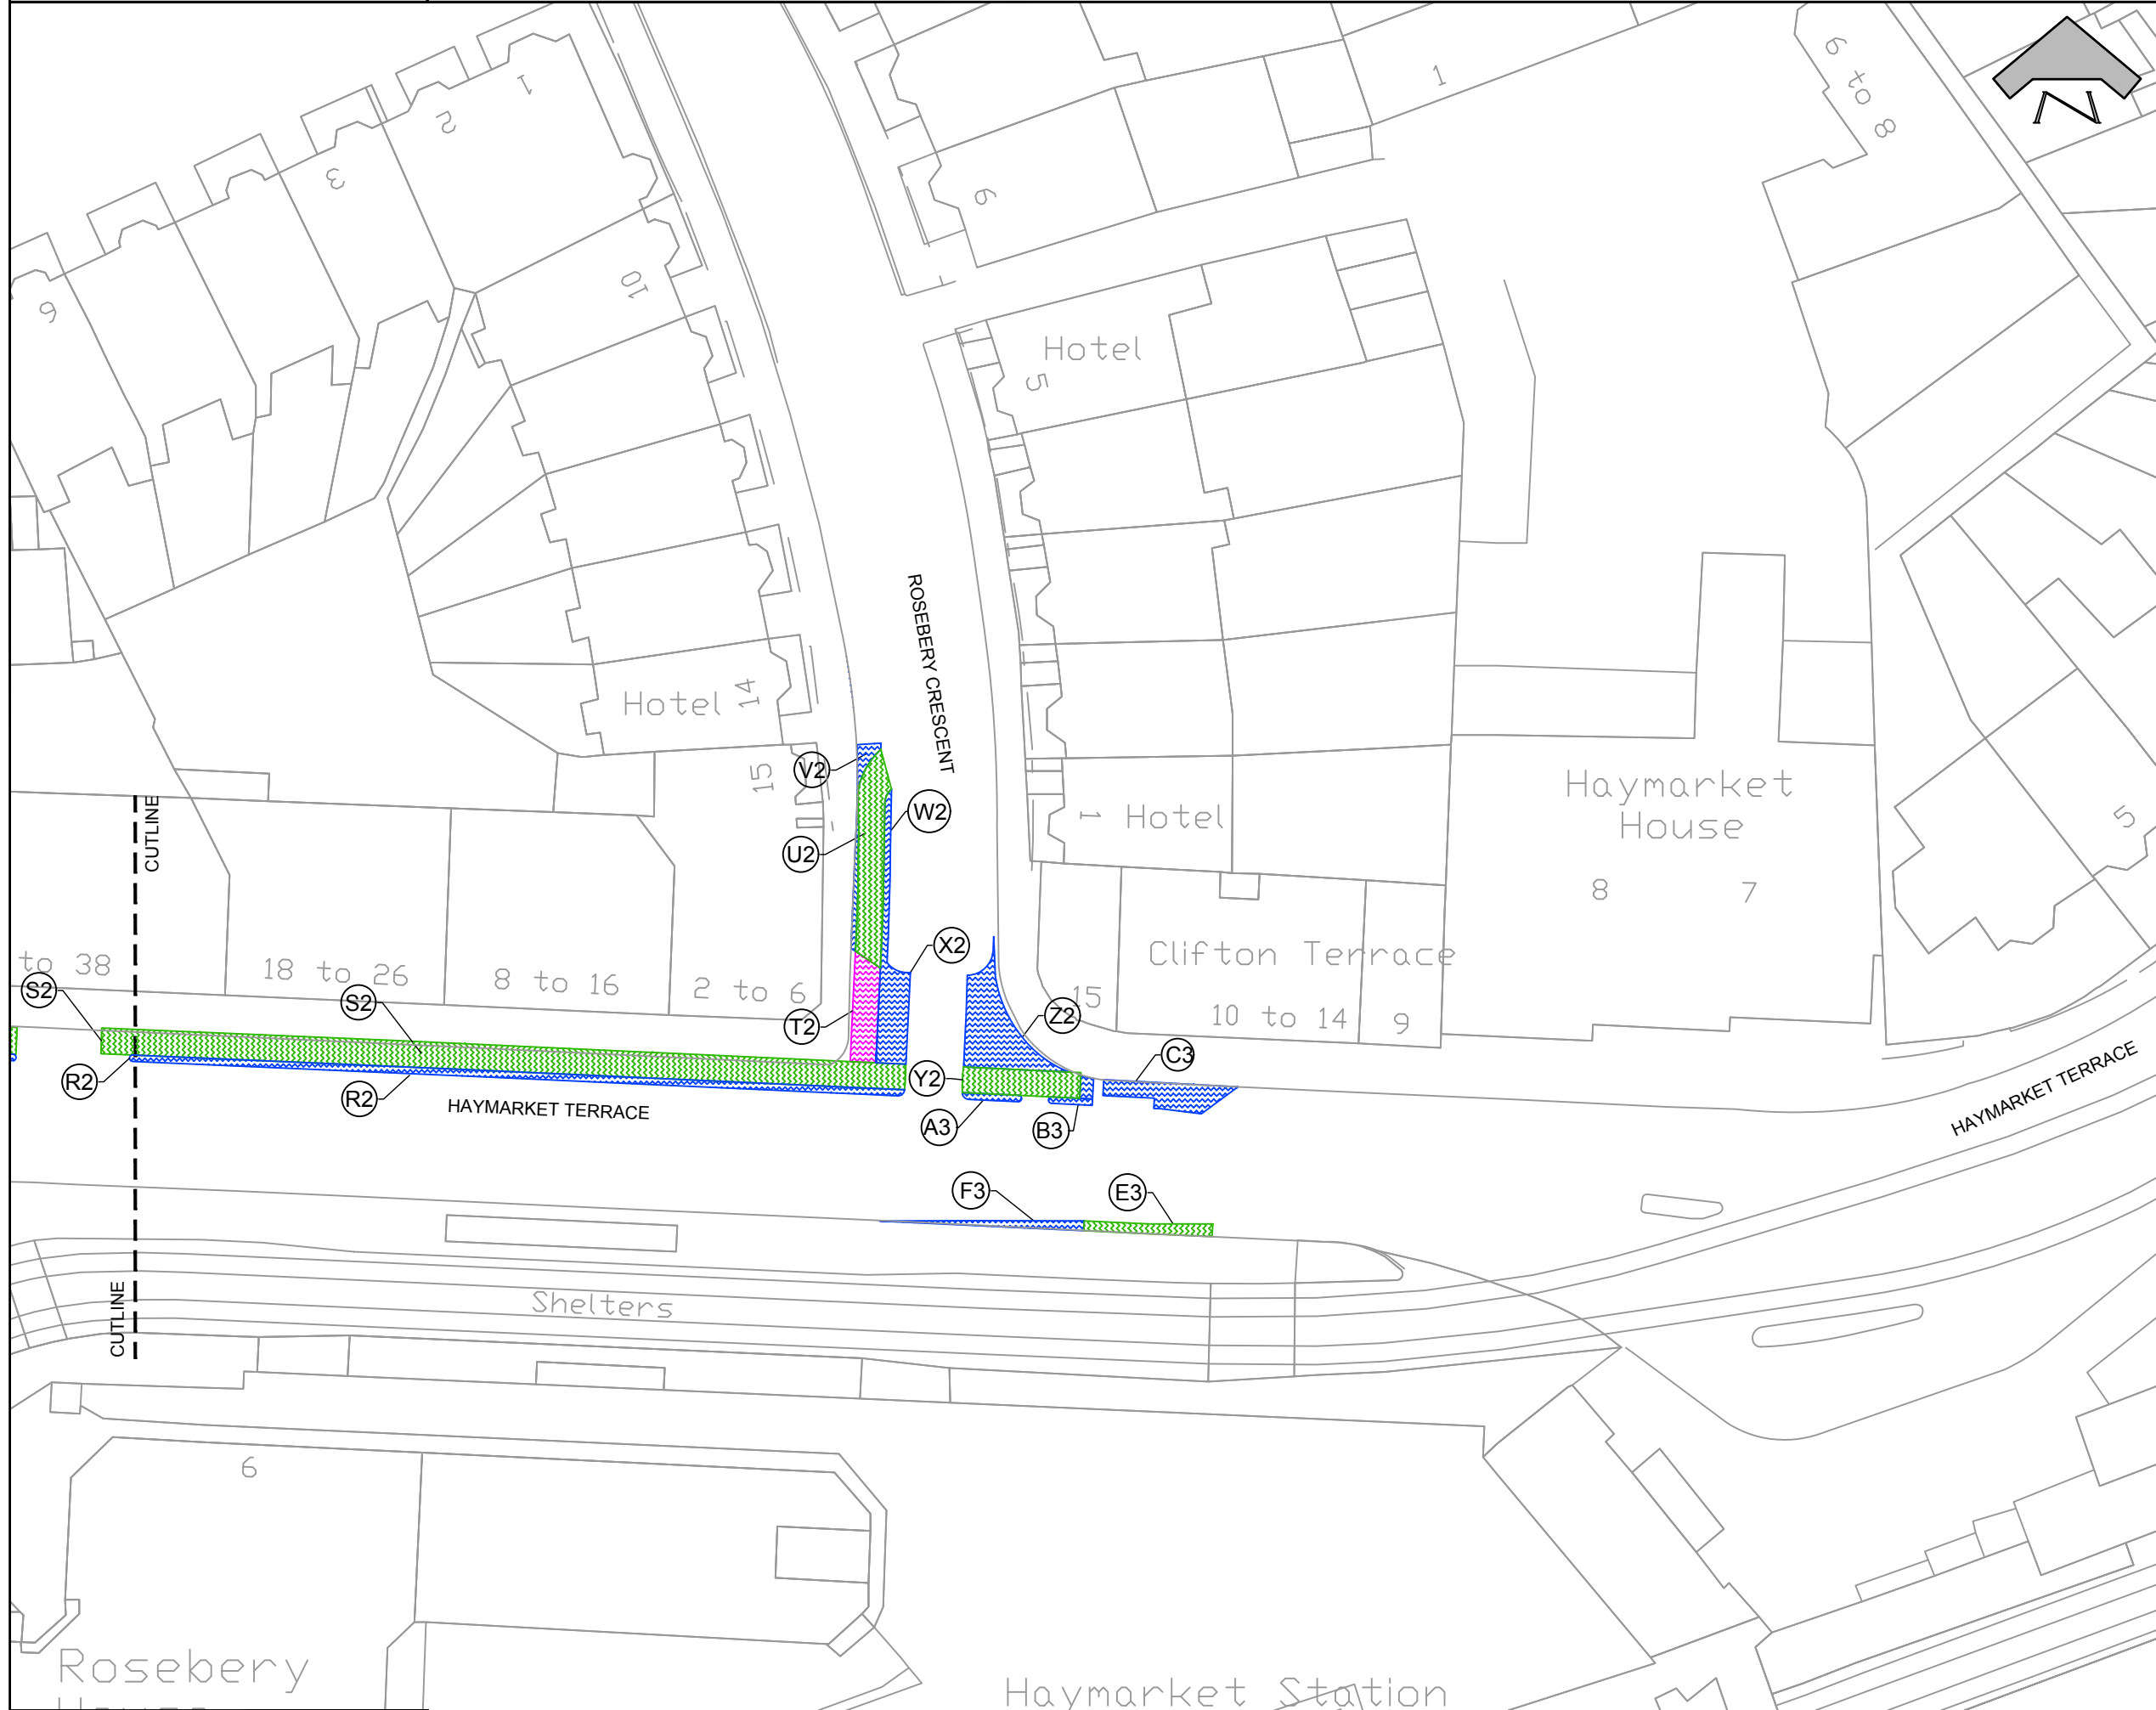 1
2
1
6 to 8
3
6
10
6
Hotel
5
ROSEBERY CRESCENT
Hotel
14
15
V2
W2
CUTLINE
U2
1
Hotel
Haymarket
House
8
7
5
to 38
18 to 26
8 to 16
2 to 6
X2
Clifton Terrace
S2
S2
T2
15
10 to 14
9
Z2
C3
R2
R2
Y2
HAYMARKET TERRACE
A3
B3
HAYMARKET TERRACE
F3
E3
CUTLINE
Shelters
6
Rosebery
Haymarket Station
N